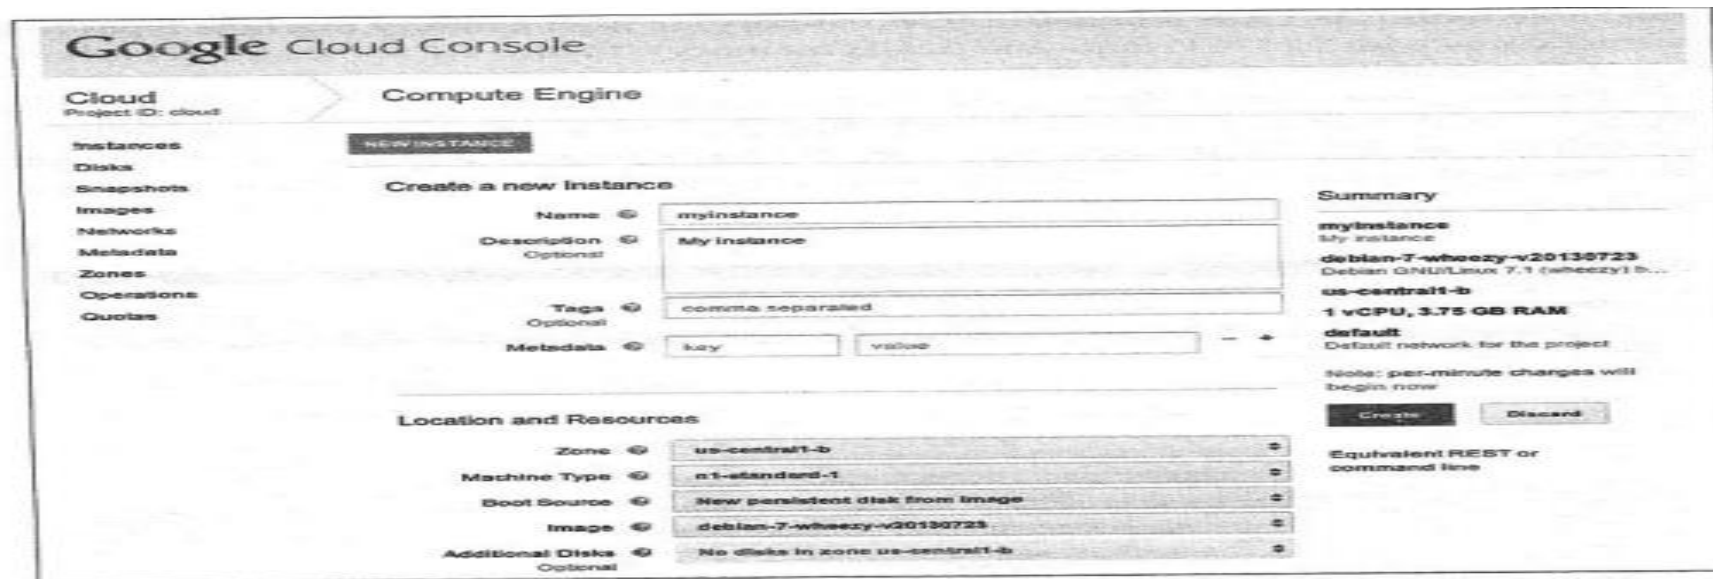 Google Cloud Console
Cloud
Project ID: cloud
Compute Engine
Instances
Disks
Snapshots
Images
Networks
Metadata
Zones
Operations
Quotas
NEW INSTANCE
Create a new Instance
Name
myinstance
Description
Optional
My instance
Tags
Optional
comma separated
Metadata
key
value
Location and Resources
Zone
us-central1-b
Machine Type
n1-standard-1
Boot Source
New persistent disk from image
Image
debian-7-wheezy-v20130723
Additional Disks
Optional
No disks in zone us-central1-b
Summary
myinstance
My instance
debian-7-wheezy-v20130723
Debian GNU/Linux 7.1 (wheezy) b...
us-central1-b
1 vCPU, 3.75 GB RAM
default
Default network for the project
Note: per-minute charges will
begin now
Create
Discard
Equivalent REST or
command line